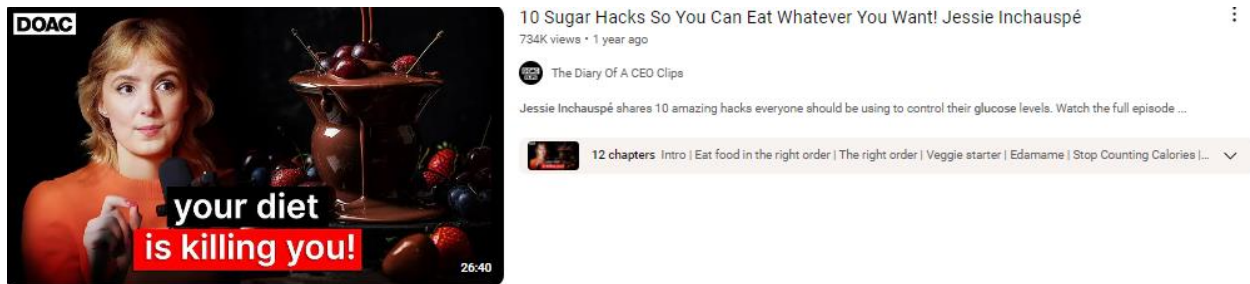 DOAC
your diet
is killing you!
26:40
10 Sugar Hacks So You Can Eat Whatever You Want! Jessie Inchauspé
734K views • 1 year ago
The Diary Of A CEO Clips
Jessie Inchauspé shares 10 amazing hacks everyone should be using to control their glucose levels. Watch the full episode ...
12 chapters Intro | Eat food in the right order | The right order | Veggie starter | Edamame | Stop Counting Calories |...